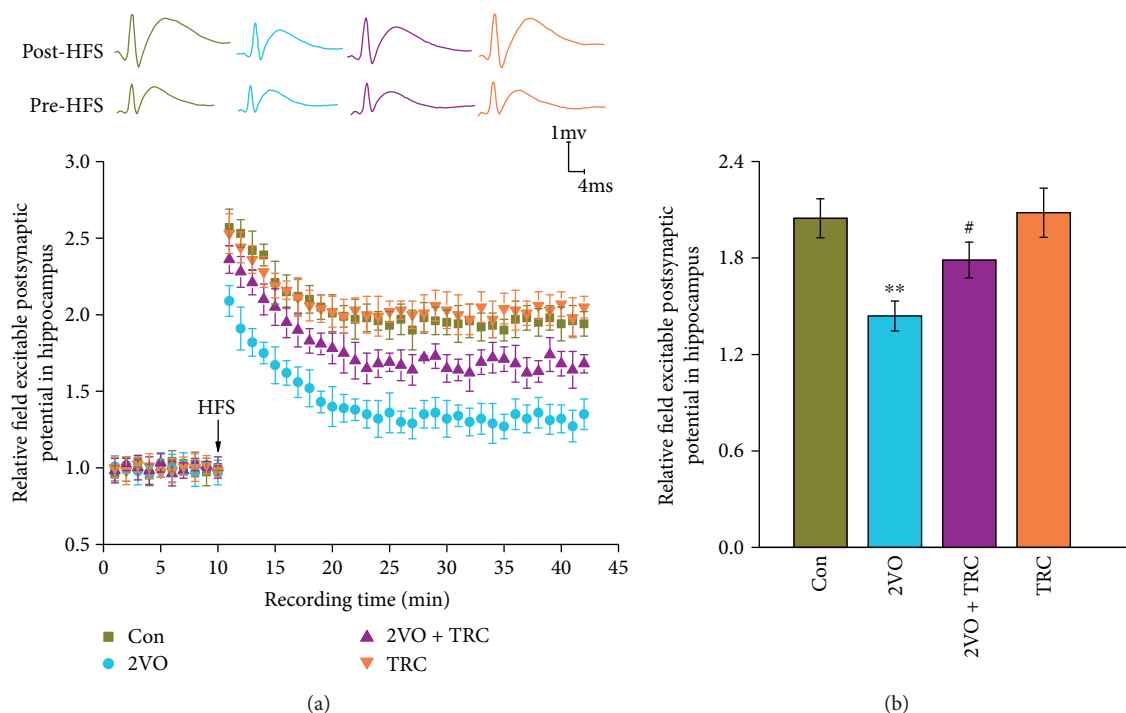 Post-HFS
Pre-HFS
1mv
4ms
Relative field excitable postsynaptic
potential in hippocampus
3.0
2.5
2.0
1.5
1.0
0.5
HFS
0
5
10
15
20
25
30
35
40
45
Recording time (min)
Con
2VO
2VO + TRC
TRC
(a)
Relative field excitable postsynaptic
potential in hippocampus
2.4
1.8
1.2
0.6
0.0
**
#
Con
2VO
2VO + TRC
TRC
(b)